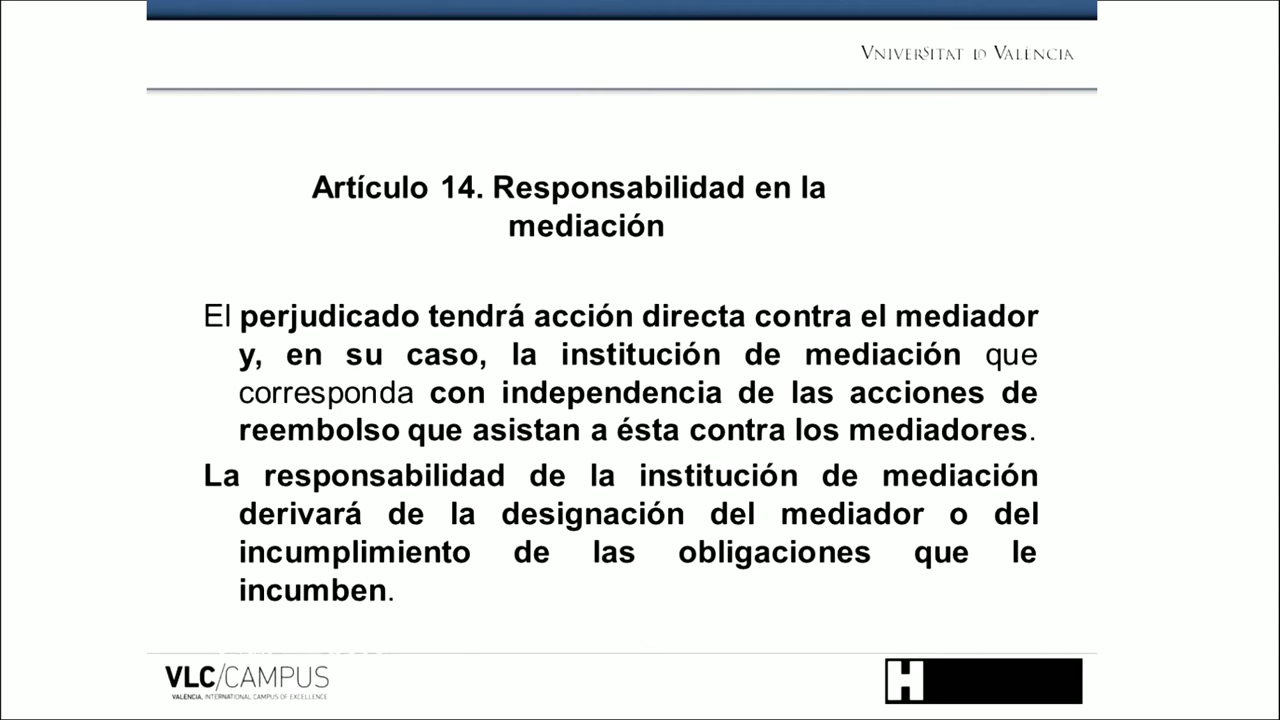 VNIVERSITAT ID VALÈNCIA
Artículo 14. Responsabilidad en la
mediación
El perjudicado tendrá acción directa contra el mediador
y, en su caso, la institución de mediación que
corresponda con independencia de las acciones de
reembolso que asistan a ésta contra los mediadores.
La responsabilidad de la institución de mediación
derivará de la designación del mediador o del
incumplimiento de las obligaciones que le
incumben.
VLC/CAMPUS
VALENCIA, INTERNATIONAL CAMPUS OF EXCELLENCE
H